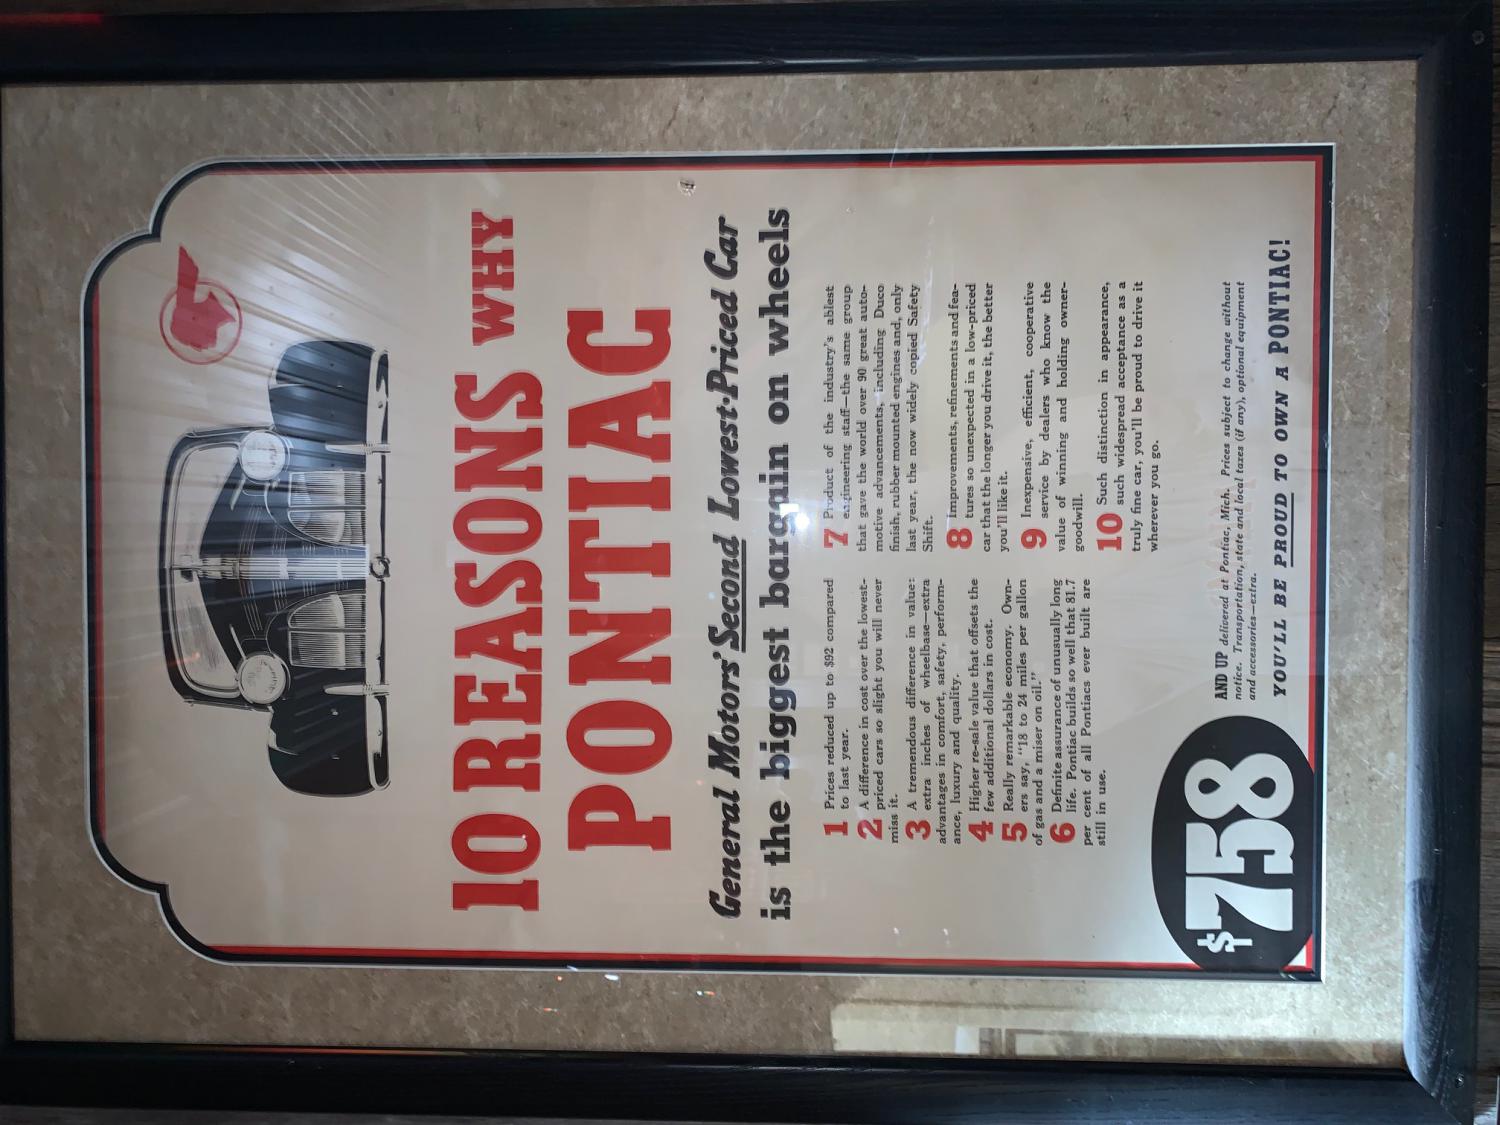 10 REASONS WHY
PONTIAC
General Motors' Second Lowest-Priced Car
is the biggest bargain on wheels
1 Prices reduced up to $92 compared
to last year.
2 A difference in cost over the lowest-
priced cars so slight you will never
miss it.
3 A tremendous difference in value:
extra inches of wheelbase—extra
advantages in comfort, safety, perform-
ance, luxury and quality.
4 Higher re-sale value that offsets the
few additional dollars in cost.
5 Really remarkable economy. Own-
ers say, "18 to 24 miles per gallon
of gas and a miser on oil."
6 Definite assurance of unusually long
life. Pontiac builds so well that 81.7
per cent of all Pontiacs ever built are
still in use.
7 Product of the industry's ablest
engineering staff—the same group
that gave the world over 90 great auto-
motive advancements, including Duco
finish, rubber mounted engines and, only
last year, the now widely copied Safety
Shift.
8 Improvements, refinements and fea-
tures so unexpected in a low-priced
car that the longer you drive it, the better
you'll like it.
9 Inexpensive, efficient, cooperative
service by dealers who know the
value of winning and holding owner-
goodwill.
10 Such distinction in appearance,
such widespread acceptance as a
truly fine car, you'll be proud to drive it
wherever you go.
$758
AND UP delivered at Pontiac, Mich. Prices subject to change without
notice. Transportation, state and local taxes (if any), optional equipment
and accessories—extra.
YOU'LL BE PROUD TO OWN A PONTIAC!